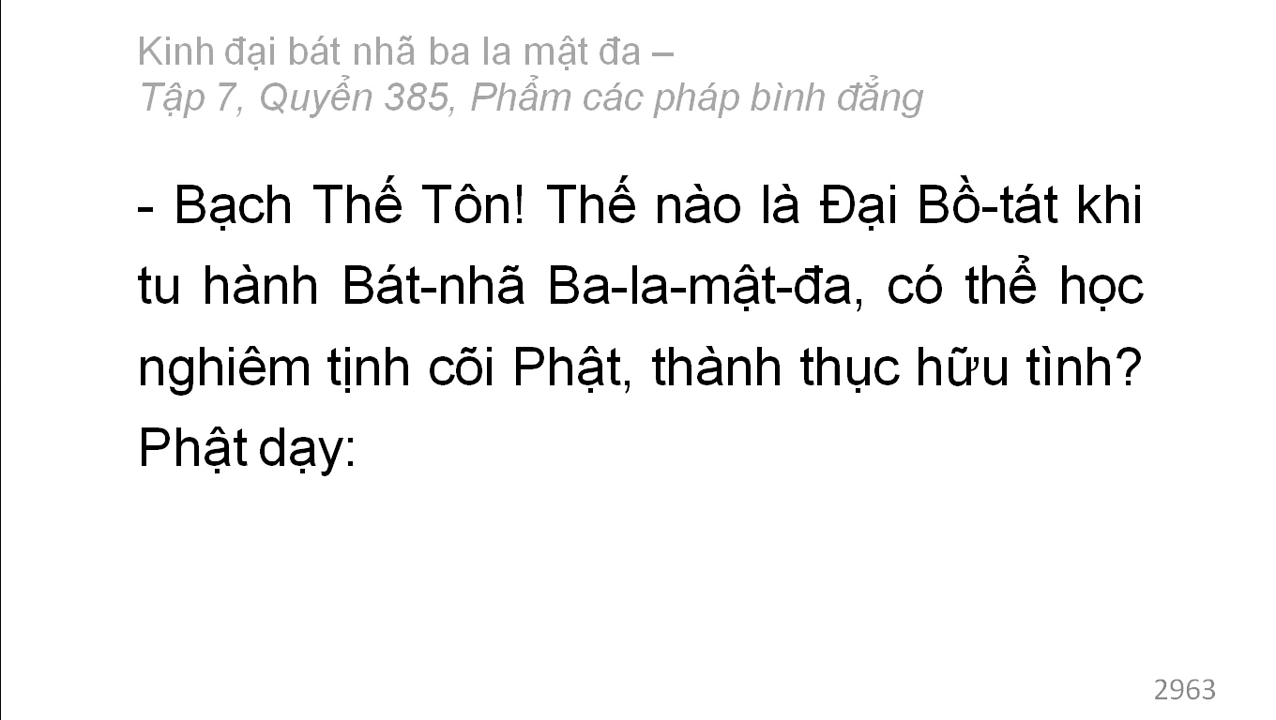 Kinh đại bát nhã ba la mật đa –
Tập 7, Quyển 385, Phẩm các pháp bình đẳng
- Bạch Thế Tôn! Thế nào là Đại Bồ-tát khi
tu hành Bát-nhã Ba-la-mật-đa, có thể học
nghiêm tịnh cõi Phật, thành thục hữu tình?
Phật dạy:
2963